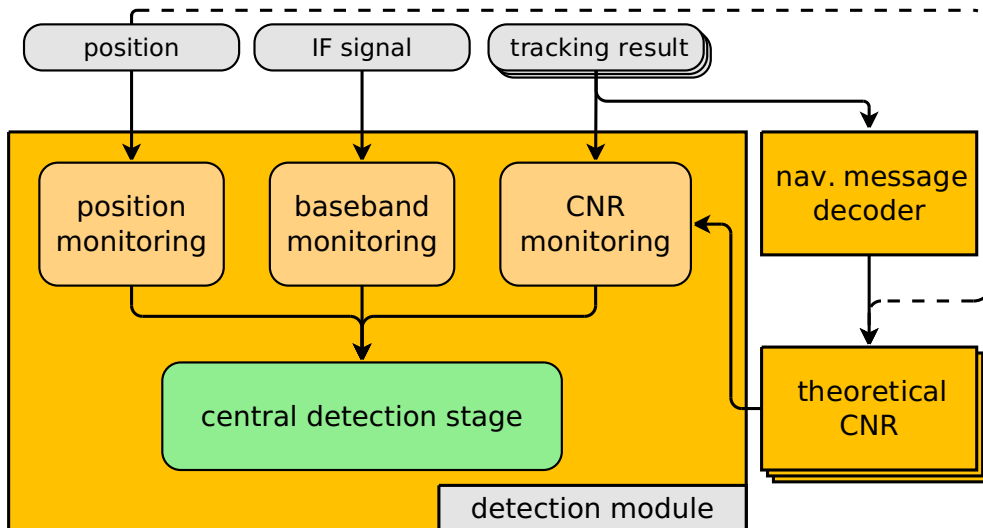 position
IF signal
tracking result
position
monitoring
baseband
monitoring
CNR
monitoring
nav. message
decoder
central detection stage
theoretical
CNR
detection module